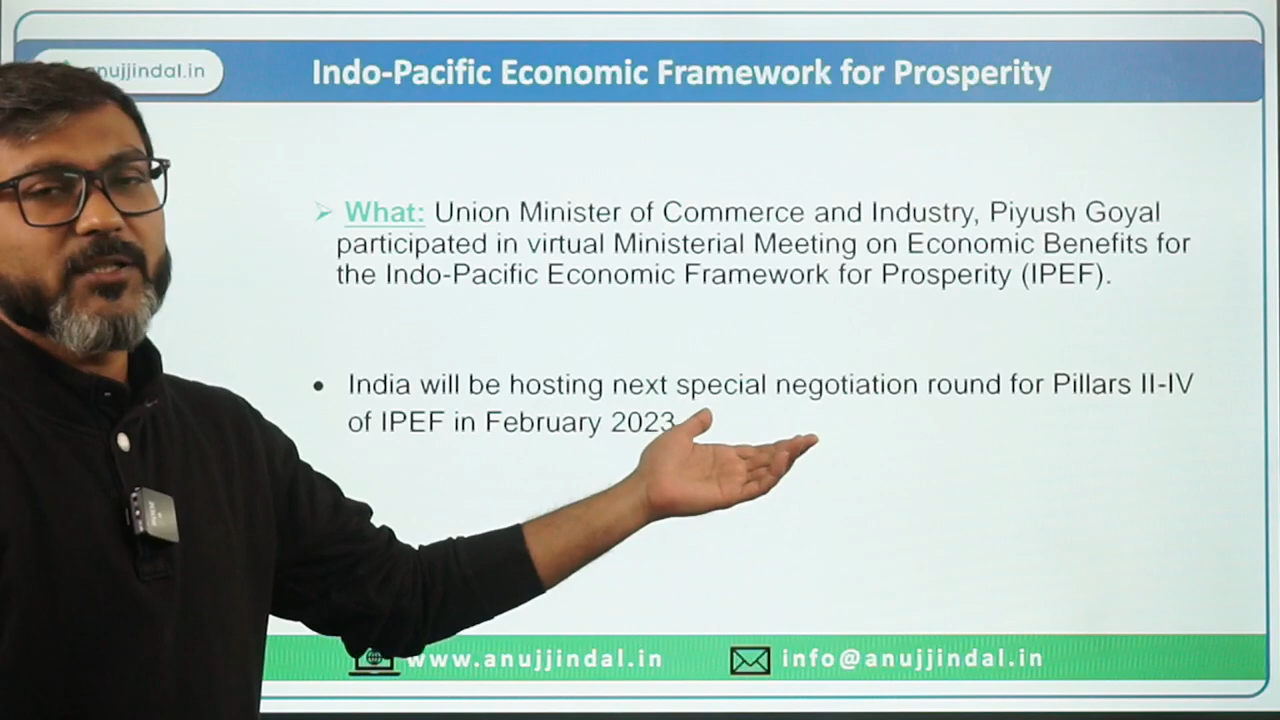 anujjindal.in
Indo-Pacific Economic Framework for Prosperity
➢ What: Union Minister of Commerce and Industry, Piyush Goyal
participated in virtual Ministerial Meeting on Economic Benefits for
the Indo-Pacific Economic Framework for Prosperity (IPEF).
• India will be hosting next special negotiation round for Pillars II-IV
of IPEF in February 2023
www.anujjindal.in
info@anujjindal.in